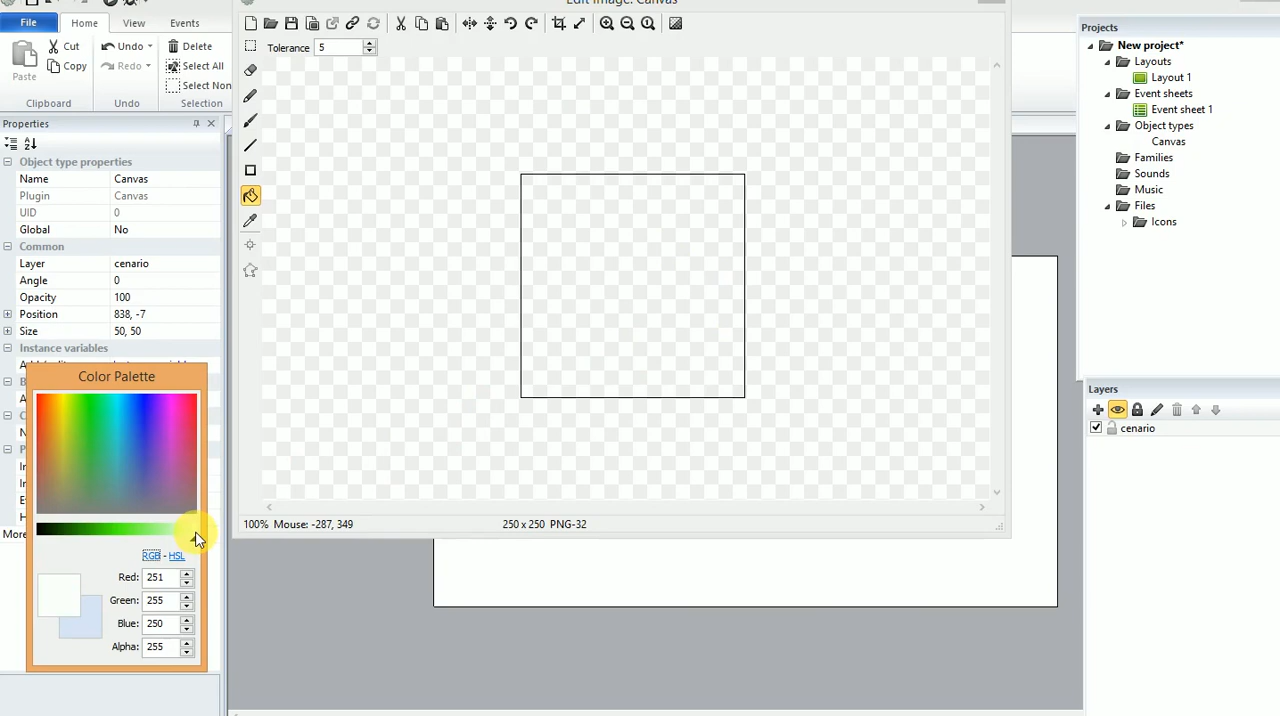 Edit Image: Canvas
File Home View Events
Paste
Cut
Copy
Clipboard
Undo
Redo
Undo
Delete
Select All
Select Non
Selection
Tolerance 5
Properties
Object type properties
Name Canvas
Plugin Canvas
UID 0
Global No
Common
Layer cenario
Angle 0
Opacity 100
Position 838, -7
Size 50, 50
Instance variables
More
Color Palette
RGB - HSL
Red: 251
Green: 255
Blue: 250
Alpha: 255
100% Mouse: -287, 349 250 x 250 PNG-32
Projects
New project*
Layouts
Layout 1
Event sheets
Event sheet 1
Object types
Canvas
Families
Sounds
Music
Files
Icons
Layers
cenario